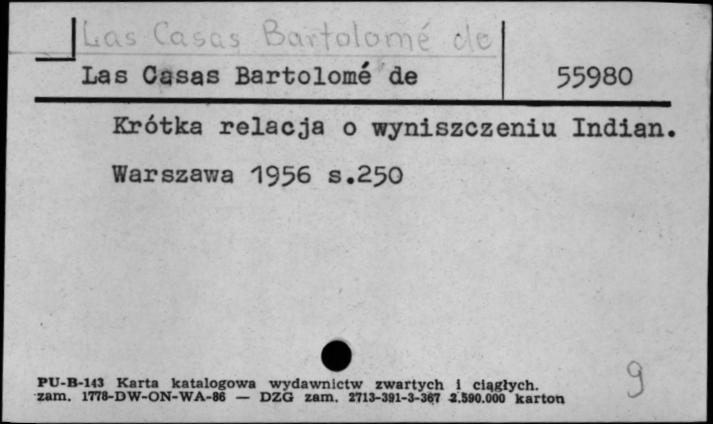 Las Casas Bartolomé de
Las Casas Bartolomé de 55980
Krótka relacja o wyniszczeniu Indian.
Warszawa 1956 s.250
9
PU-B-143 Karta katalogowa wydawnictw zwartych i ciągłych.
zam. 1778-DW-ON-WA-86 — DZG zam. 2713-391-3-367 2.590.000 karton